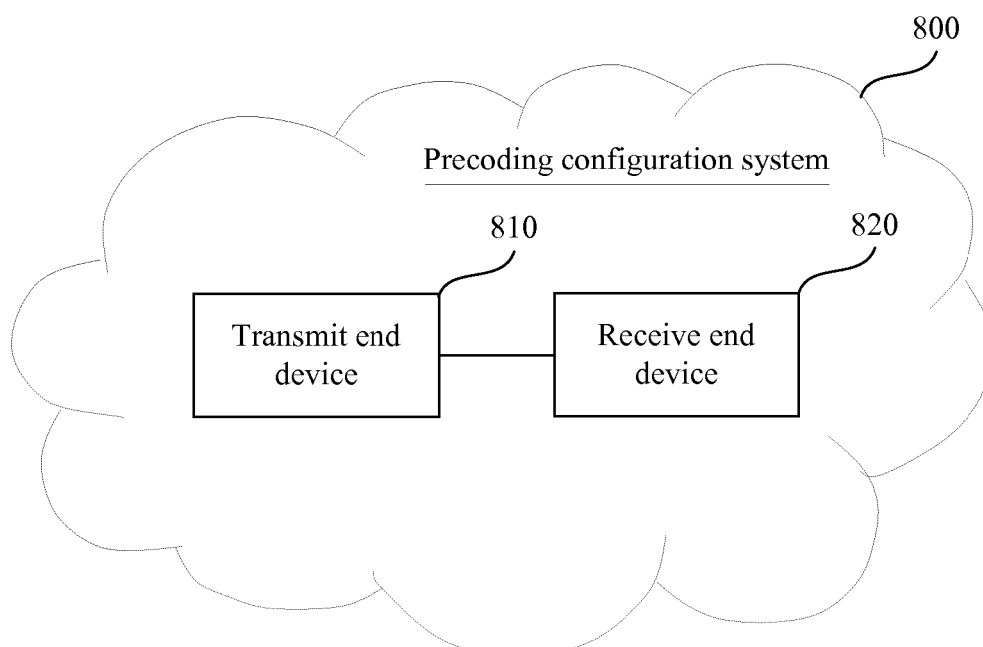 800
Precoding configuration system
810
820
Transmit end
device
Receive end
device